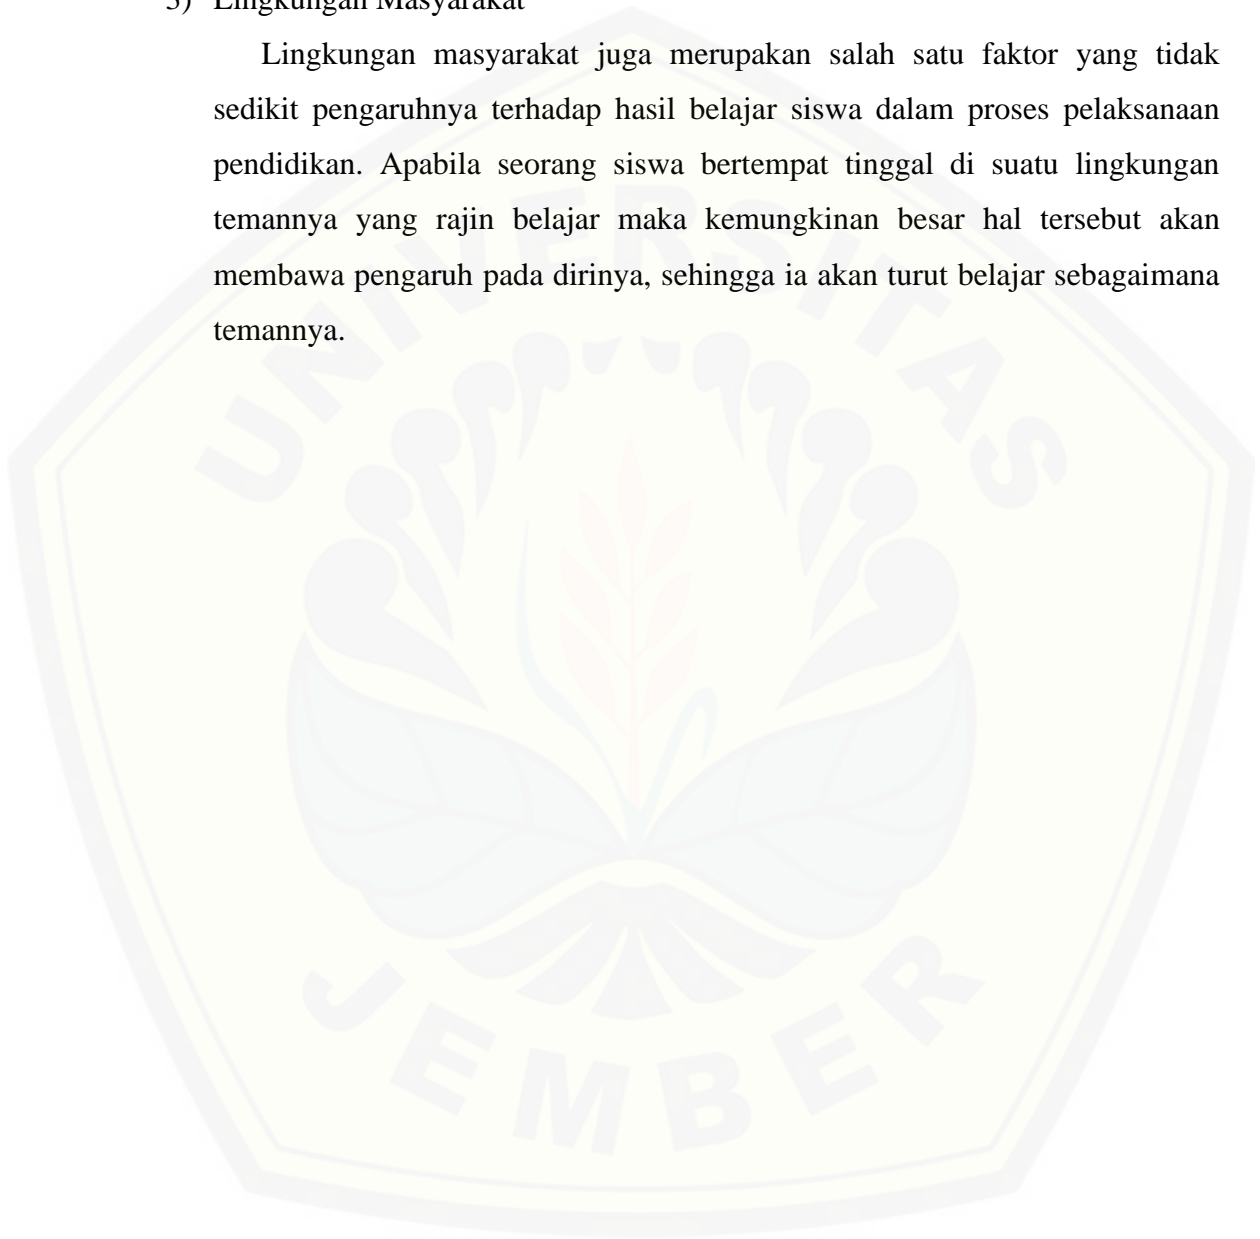 3) Lingkungan Masyarakat
Lingkungan masyarakat juga merupakan salah satu faktor yang tidak
sedikit pengaruhnya terhadap hasil belajar siswa dalam proses pelaksanaan
pendidikan. Apabila seorang siswa bertempat tinggal di suatu lingkungan
temannya yang rajin belajar maka kemungkinan besar hal tersebut akan
membawa pengaruh pada dirinya, sehingga ia akan turut belajar sebagaimana
temannya.
UNIVERSITAS
JEMBER